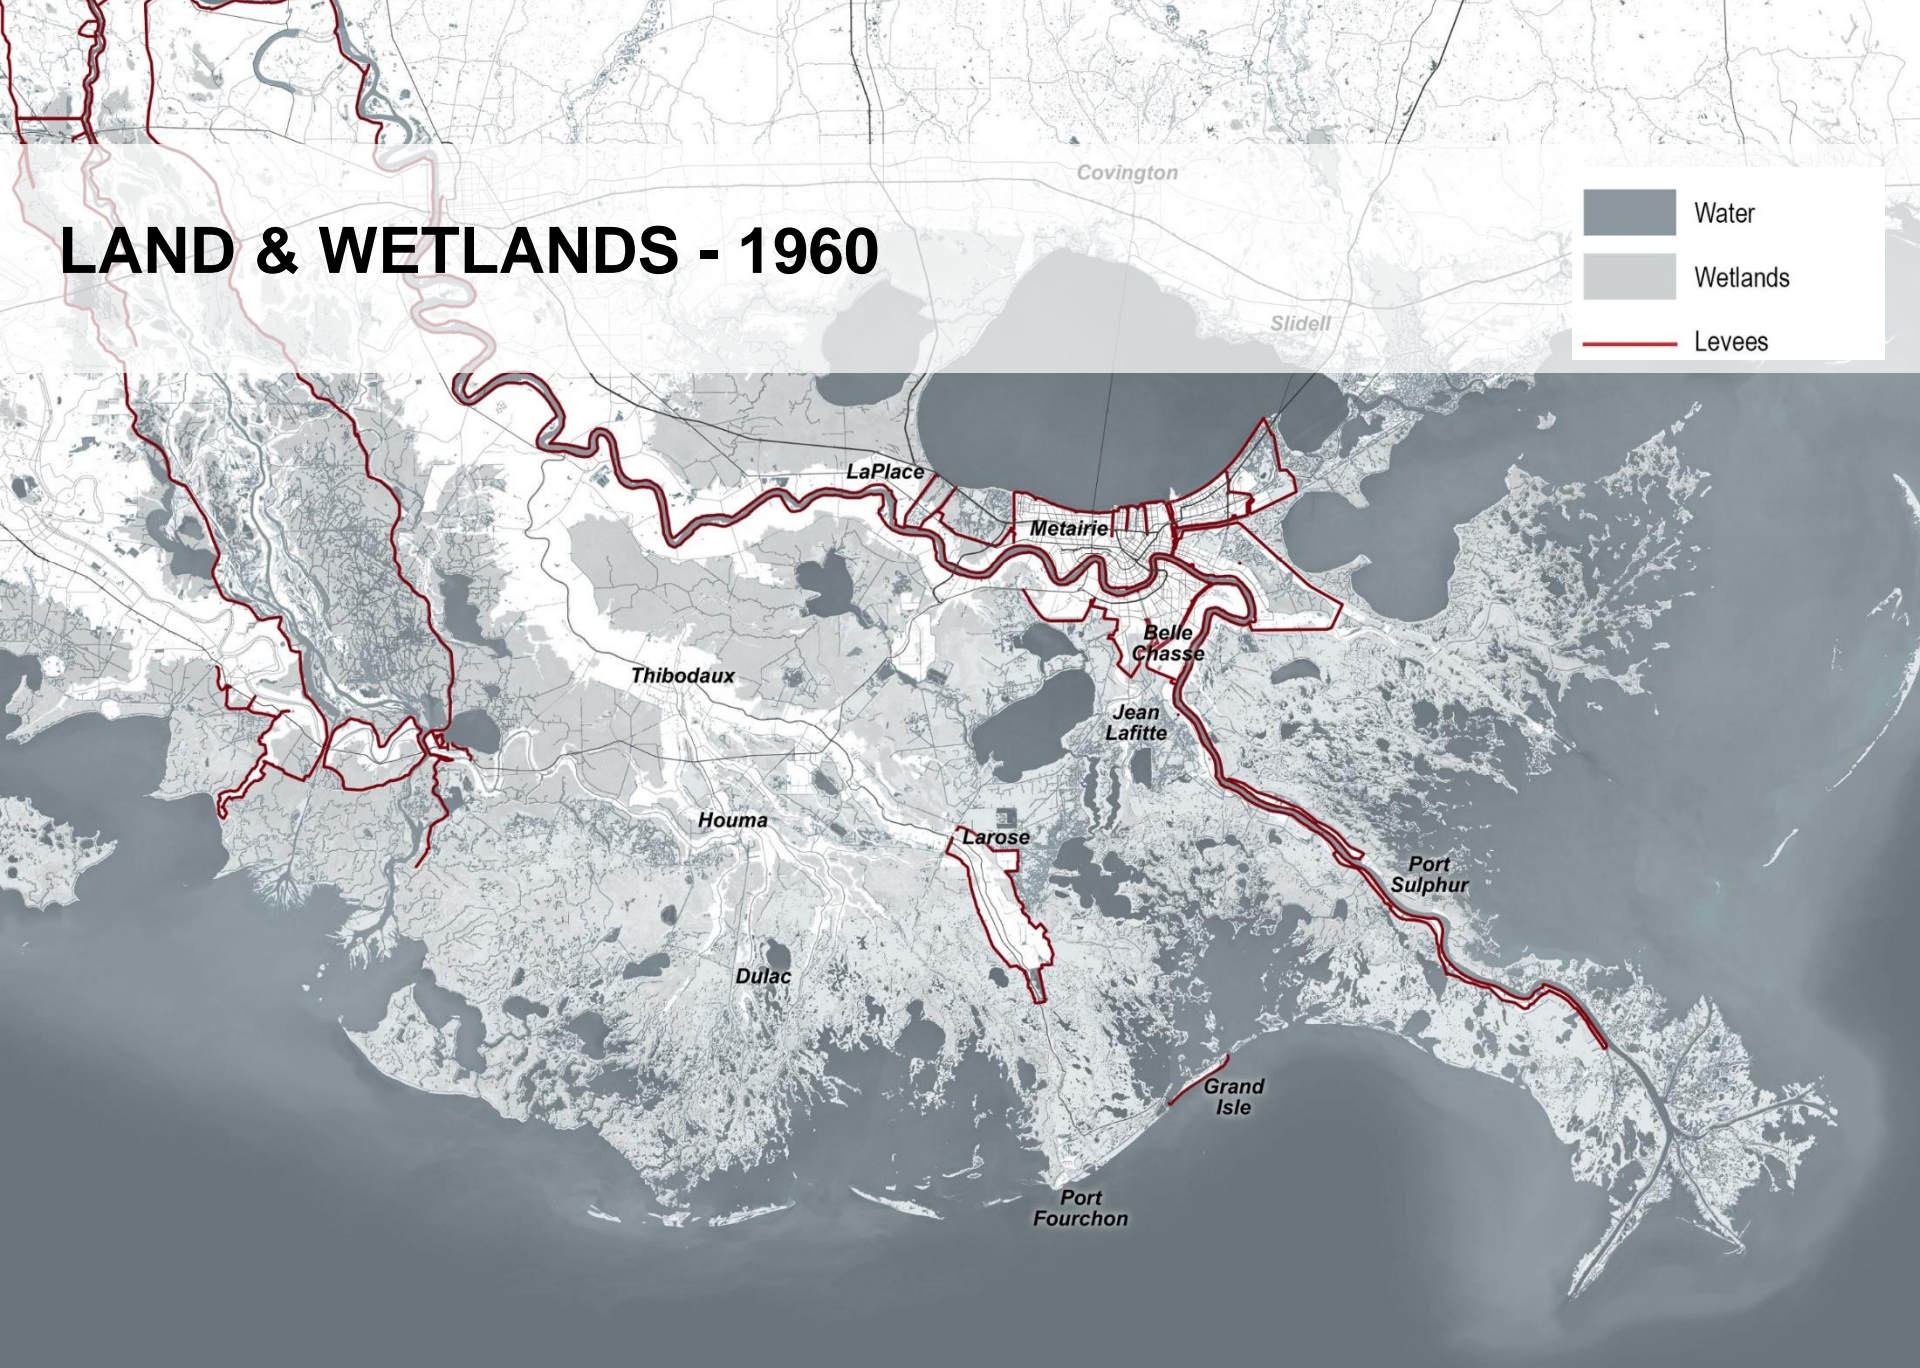 Covington
LAND & WETLANDS - 1960
Water
Wetlands
Slidell
Levees
LaPlace
Metairie
Belle
Chasse
Thibodaux
Jean
Lafitte
Houma
Larose
Port
Sulphur
Dulac
Grand
Isle
Port
Fourchon